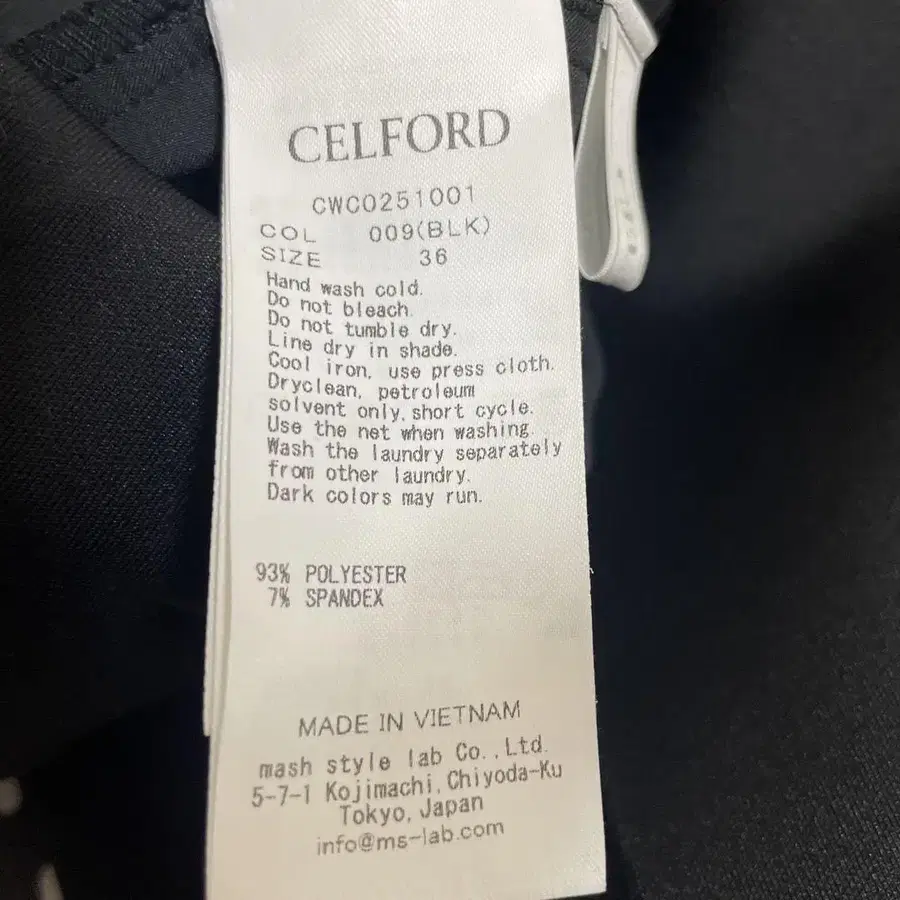 CELFORD
CWCO251001
COL 009(BLK)
SIZE 36
Hand wash cold.
Do not bleach.
Do not tumble dry.
Line dry in shade.
Cool iron, use press cloth.
Dryclean, petroleum
solvent only,short cycle.
Use the net when washing.
Wash the laundry separately
from other laundry.
Dark colors may run.
93% POLYESTER
7% SPANDEX
MADE IN VIETNAM
mash style lab Co.,Ltd.
5-7-1 Kojimachi,Chiyoda-Ku
Tokyo,Japan
info@ms-lab.com